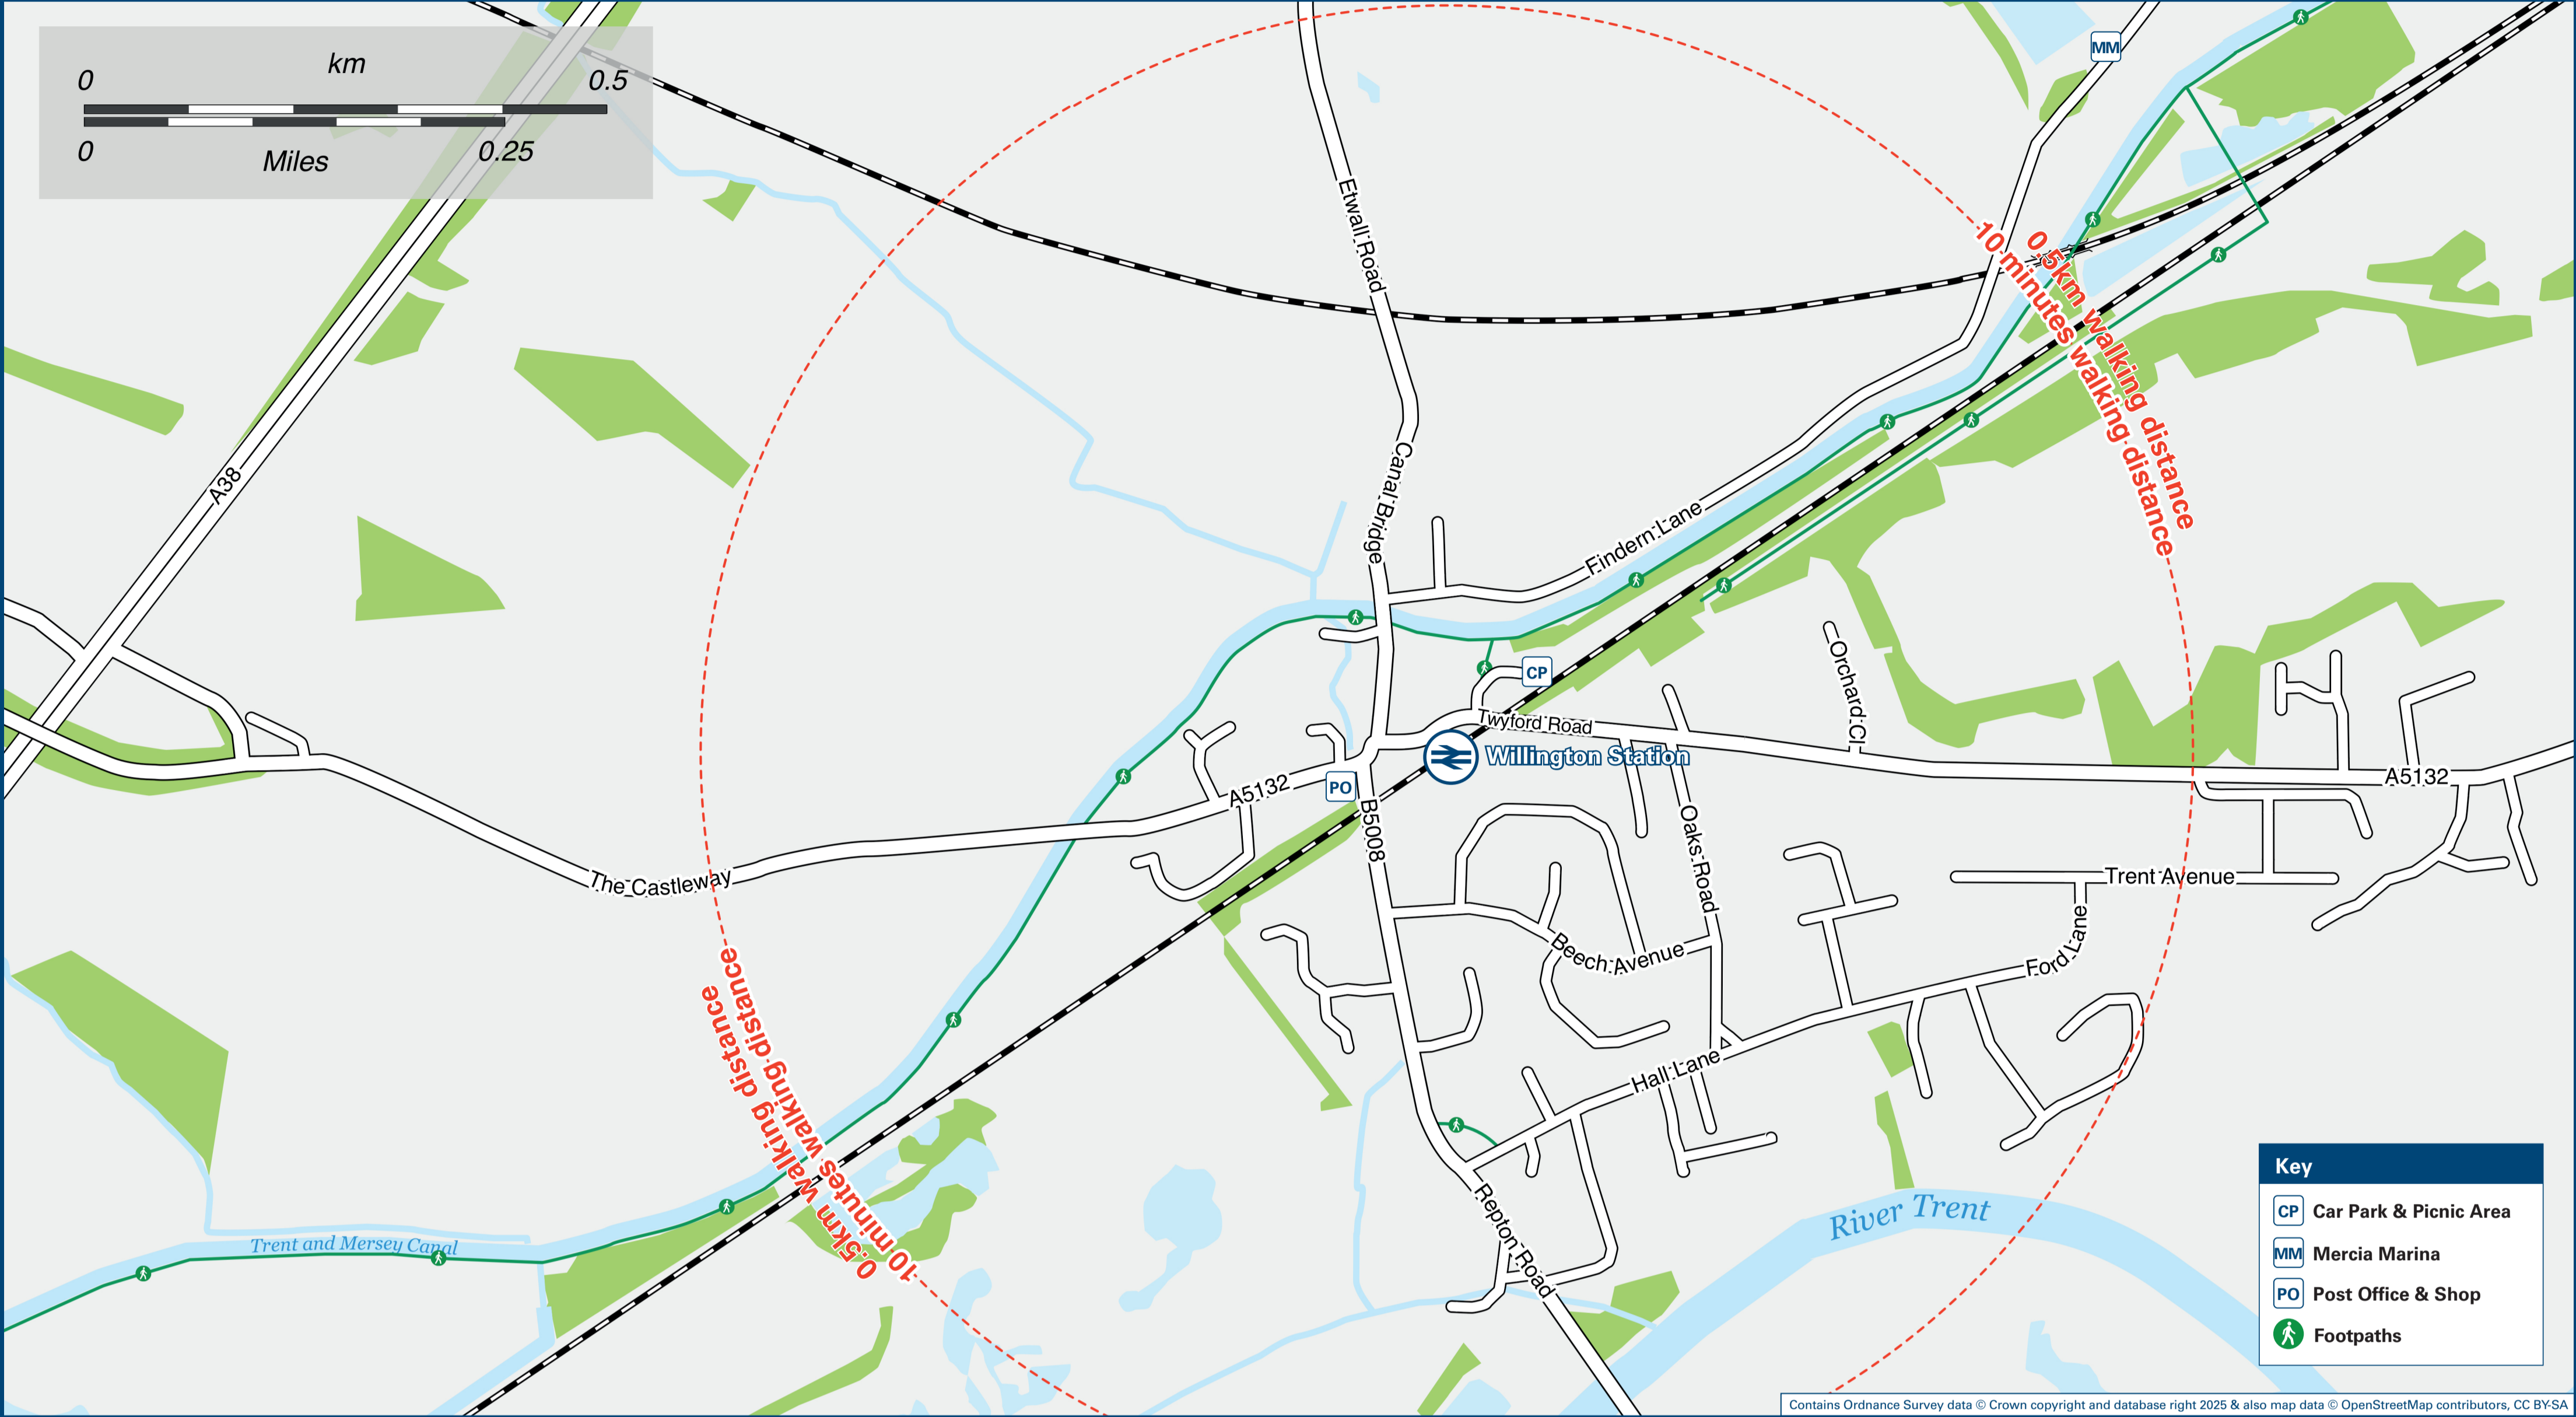 km
0 0.5
0 Miles 0.25
MM
Etwall Road
10 minutes walking distance
0.5km walking distance
A38
Canal Bridge
Findern Lane
CP
Orchard Cl
Twyford Road
Willington Station
A5132
PO
A5132
B5008
Oaks Road
The Castleway
Trent Avenue
Beech Avenue
Ford Lane
10 minutes walking distance
0.5km walking distance
Hall Lane
Repton Road
River Trent
Trent and Mersey Canal
Key
CP Car Park & Picnic Area
MM Mercia Marina
PO Post Office & Shop
Footpaths
Contains Ordnance Survey data © Crown copyright and database right 2025 & also map data © OpenStreetMap contributors, CC BY-SA